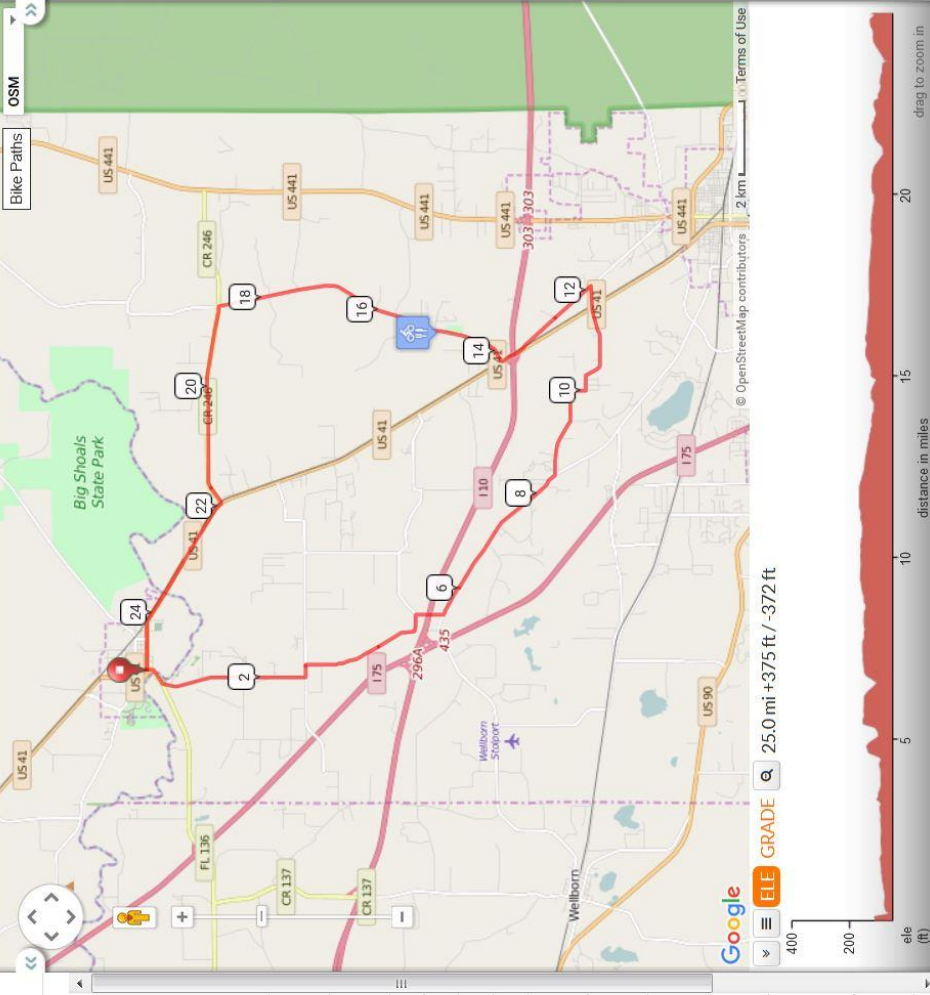 Bike Paths
OSM
US 41
US 441
Big Shoals
State Park
CR 246
US 441
US 441
US 441
US 441
24
US
22
US 41
20
CR 246
18
16
14
US 41
12
US 41
10
8
6
2
US 41
I 10
303
303
I 75
I 75
296A
435
FL 136
CR 137
CR 137
Wellborn
Stolport
Wellborn
US 90
Google
© OpenStreetMap contributors
2 km
Terms of Use
ELE
GRADE
25.0 mi +375 ft / -372 ft
400
200
ele
(ft)
5
10
15
20
distance in miles
drag to zoom in